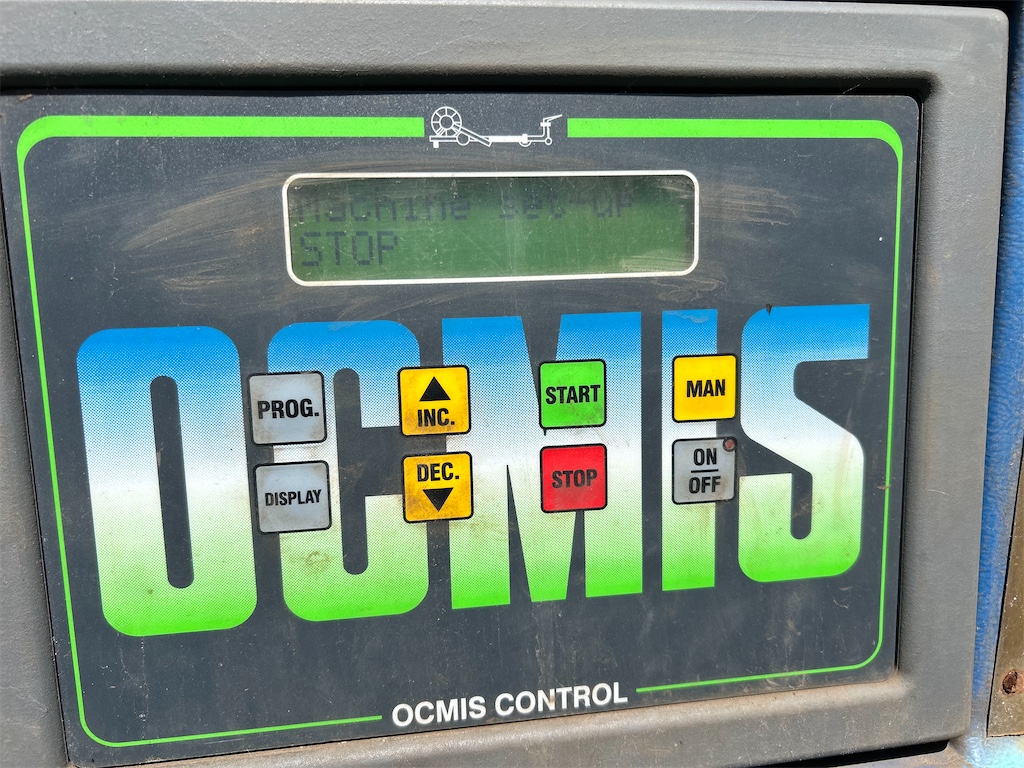 Machine set-up
STOP
OCMIS
PROG.
INC.
START
MAN
DISPLAY
DEC.
STOP
ON
OFF
OCMIS CONTROL